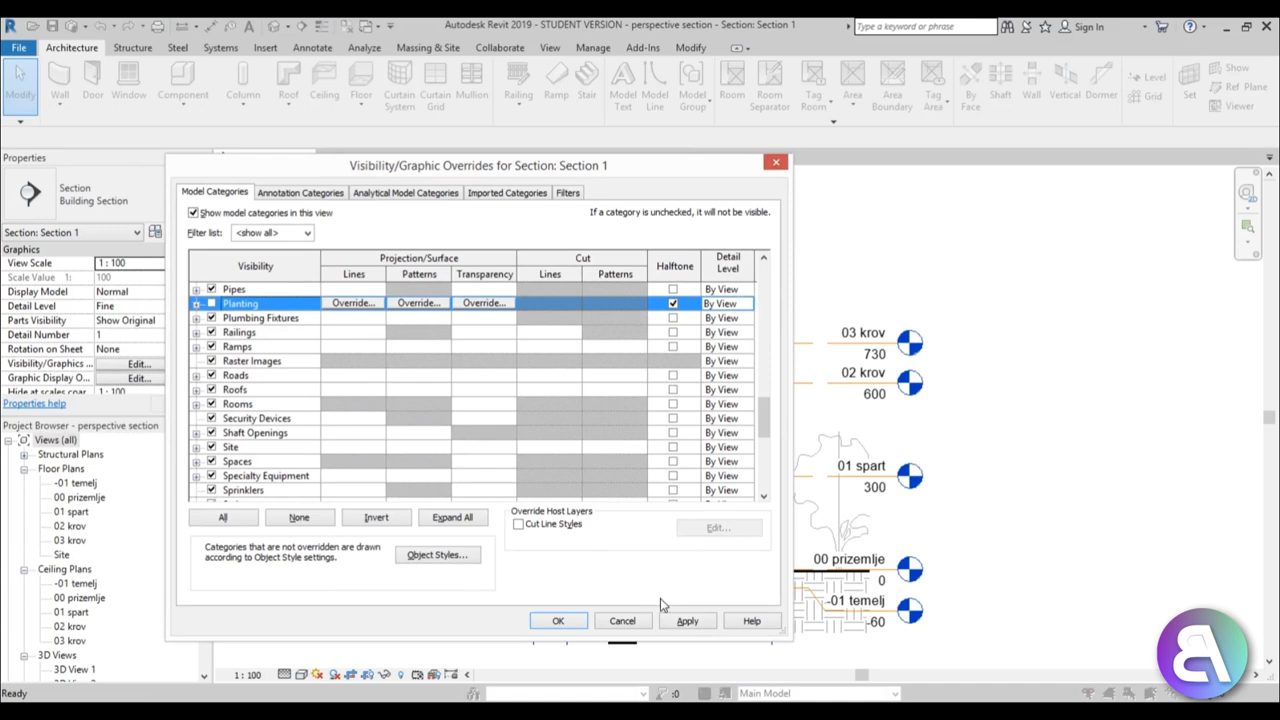 Autodesk Revit 2019 - STUDENT VERSION - perspective section - Section: Section 1
Type a keyword or phrase
Sign In
File Architecture Structure Steel Systems Insert Annotate Analyze Massing & Site Collaborate View Manage Add-Ins Modify
Modify Wall Door Window Component Column Roof Ceiling Floor Curtain System Curtain Grid Mullion Railing Ramp Stair Model Text Model Line Model Group Room Room Separator Tag Room Area Area Boundary Tag Area By Face Shaft Wall Vertical Dormer Level Grid Set Show Ref Plane Viewer
Properties
Section
Building Section
Section: Section 1
Graphics
View Scale 1 : 100
Scale Value 1: 100
Display Model Normal
Detail Level Fine
Parts Visibility Show Original
Detail Number 1
Rotation on Sheet None
Visibility/Graphics ... Edit...
Graphic Display O... Edit...
Hide at scales coar... 1 : 100
Properties help
Project Browser - perspective section
Views (all)
Structural Plans
Floor Plans
-01 temelj
00 prizemlje
01 spart
02 krov
03 krov
Site
Ceiling Plans
-01 temelj
00 prizemlje
01 spart
02 krov
03 krov
3D Views
3D View 1
Visibility/Graphic Overrides for Section: Section 1
Model Categories Annotation Categories Analytical Model Categories Imported Categories Filters
Show model categories in this view
If a category is unchecked, it will not be visible.
Filter list: <show all>
Visibility Projection/Surface Cut Halftone Detail Level
Lines Patterns Transparency Lines Patterns
Pipes By View
Planting Override... Override... Override... By View
Plumbing Fixtures By View
Railings By View
Ramps By View
Raster Images By View
Roads By View
Roofs By View
Rooms By View
Security Devices By View
Shaft Openings By View
Site By View
Spaces By View
Specialty Equipment By View
Sprinklers By View
All None Invert Expand All
Override Host Layers
Cut Line Styles Edit...
Categories that are not overridden are drawn
according to Object Style settings.
Object Styles...
OK Cancel Apply Help
03 krov
730
02 krov
600
01 spart
300
00 prizemlje
0
-01 temelj
-60
1 : 100
Ready
:0
Main Model